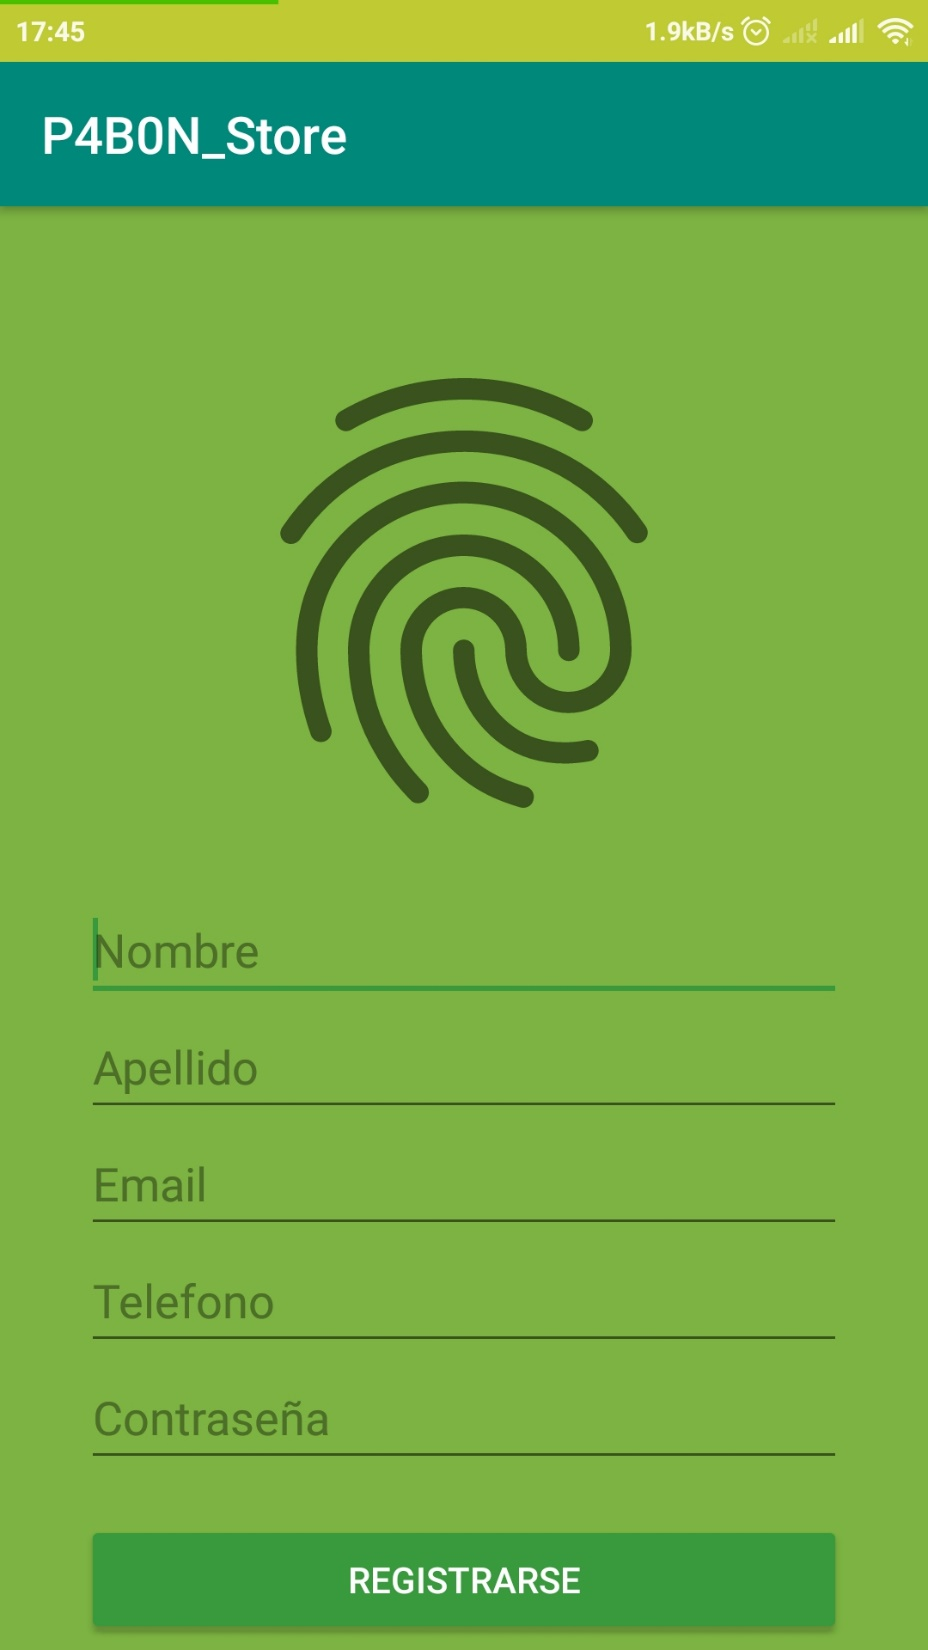 17:45 1.9kB/s
P4B0N_Store
Nombre
Apellido
Email
Telefono
Contraseña
REGISTRARSE